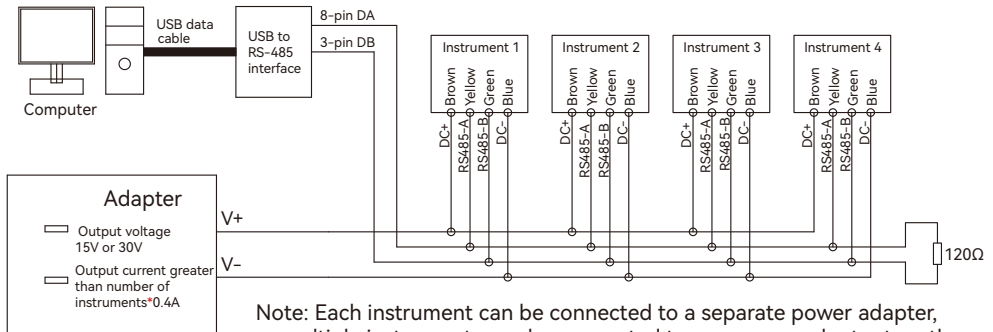 8-pin DA
USB data
cable
USB to
RS-485
interface
3-pin DB
Computer
Instrument 1
Brown
Yellow
Green
Blue
DC+
RS485-A
RS485-B
DC-
Instrument 2
Brown
Yellow
Green
Blue
DC+
RS485-A
RS485-B
DC-
Instrument 3
Brown
Yellow
Green
Blue
DC+
RS485-A
RS485-B
DC-
Instrument 4
Brown
Yellow
Green
Blue
DC+
RS485-A
RS485-B
DC-
Adapter
Output voltage
15V or 30V
Output current greater
than number of
instruments*0.4A
V+
V-
120Ω
Note: Each instrument can be connected to a separate power adapter,